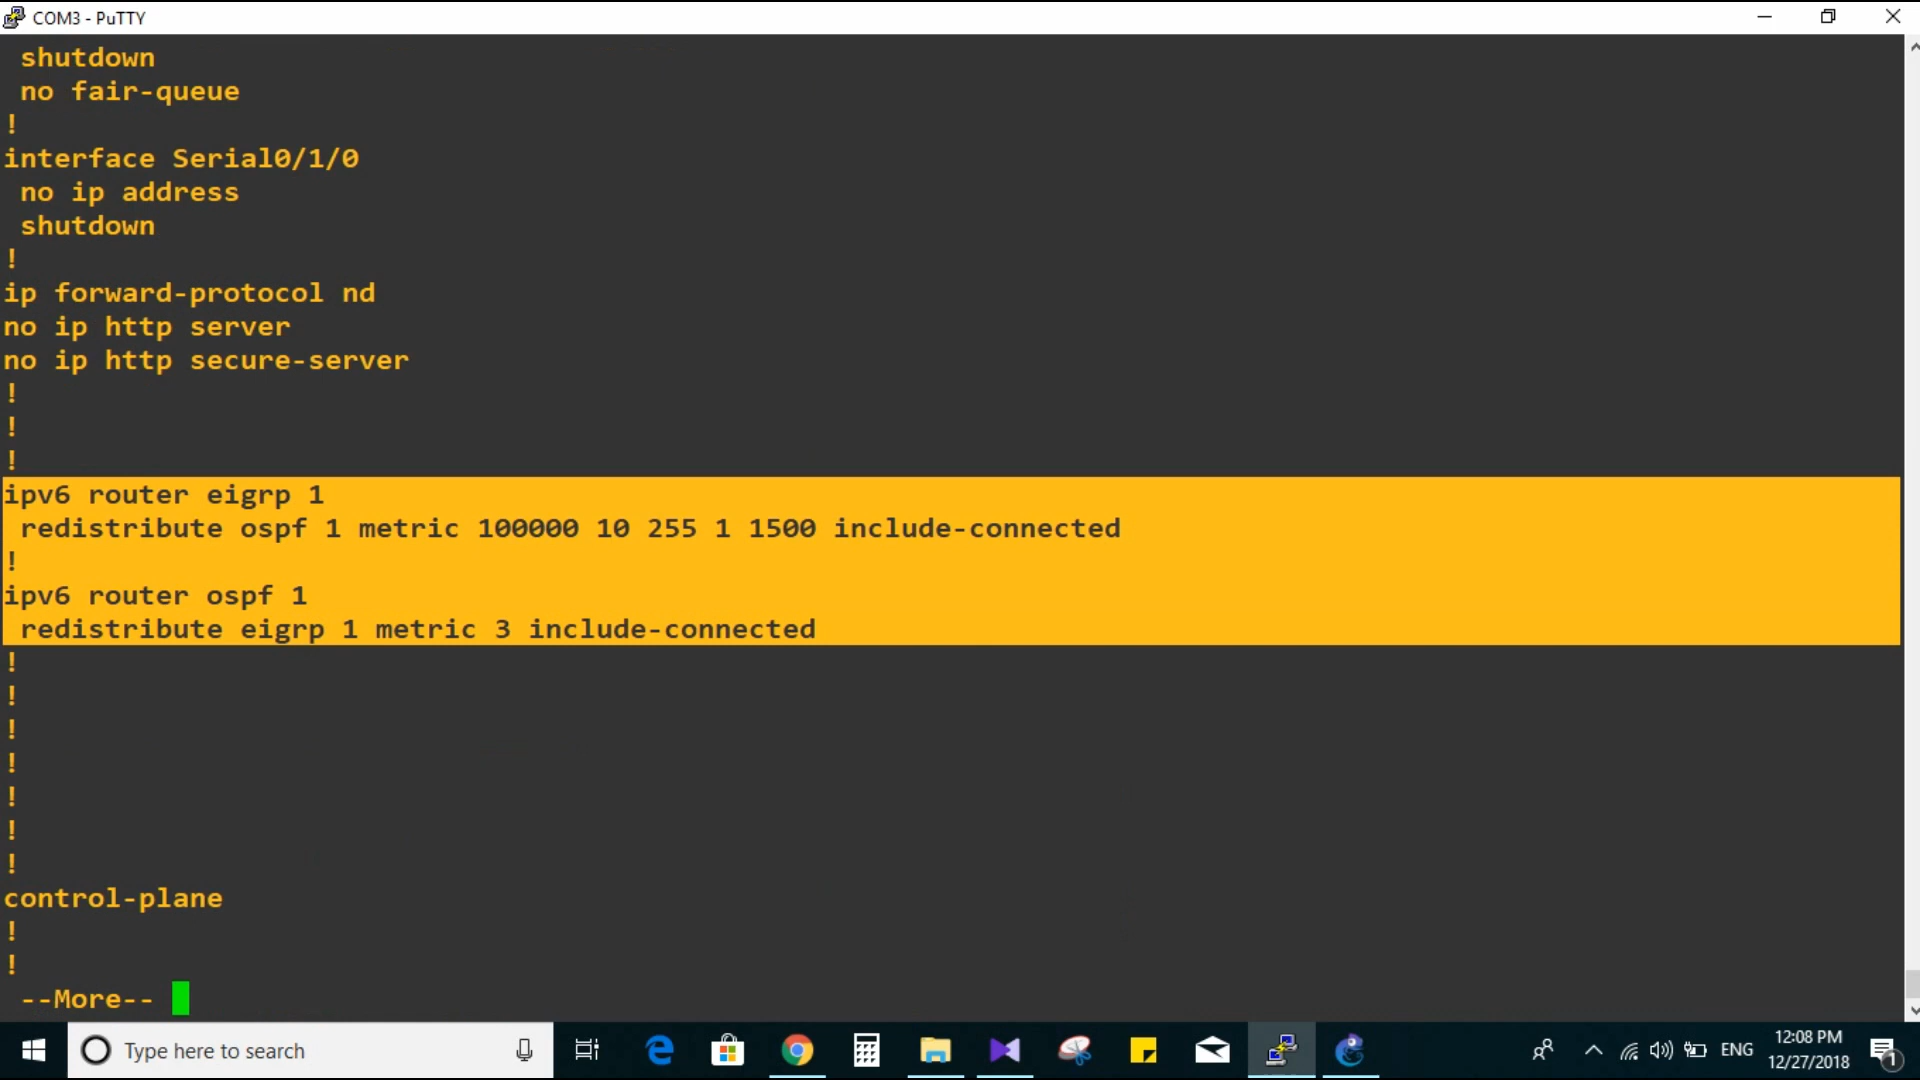 COM3 - PuTTY
shutdown
no fair-queue
!
interface Serial0/1/0
no ip address
shutdown
!
ip forward-protocol nd
no ip http server
no ip http secure-server
!
!
!
ipv6 router eigrp 1
redistribute ospf 1 metric 100000 10 255 1 1500 include-connected
!
ipv6 router ospf 1
redistribute eigrp 1 metric 3 include-connected
!
!
!
!
!
!
!
control-plane
!
!
--More--
Type here to search
ENG
12:08 PM
12/27/2018
1